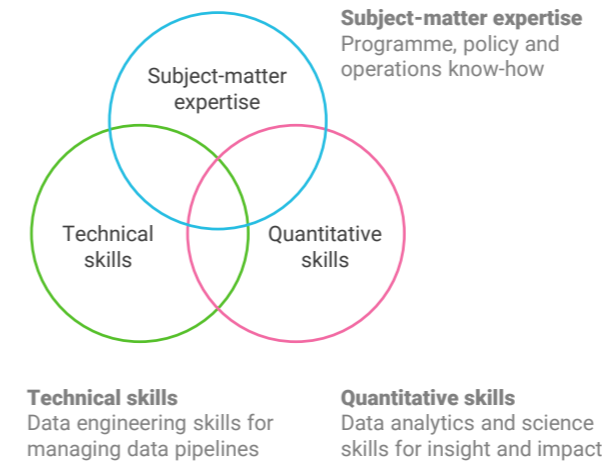 Subject-matter expertise
Programme, policy and
operations know-how
Subject-matter
expertise
Technical
skills
Quantitative
skills
Technical skills
Data engineering skills for
managing data pipelines
Quantitative skills
Data analytics and science
skills for insight and impact